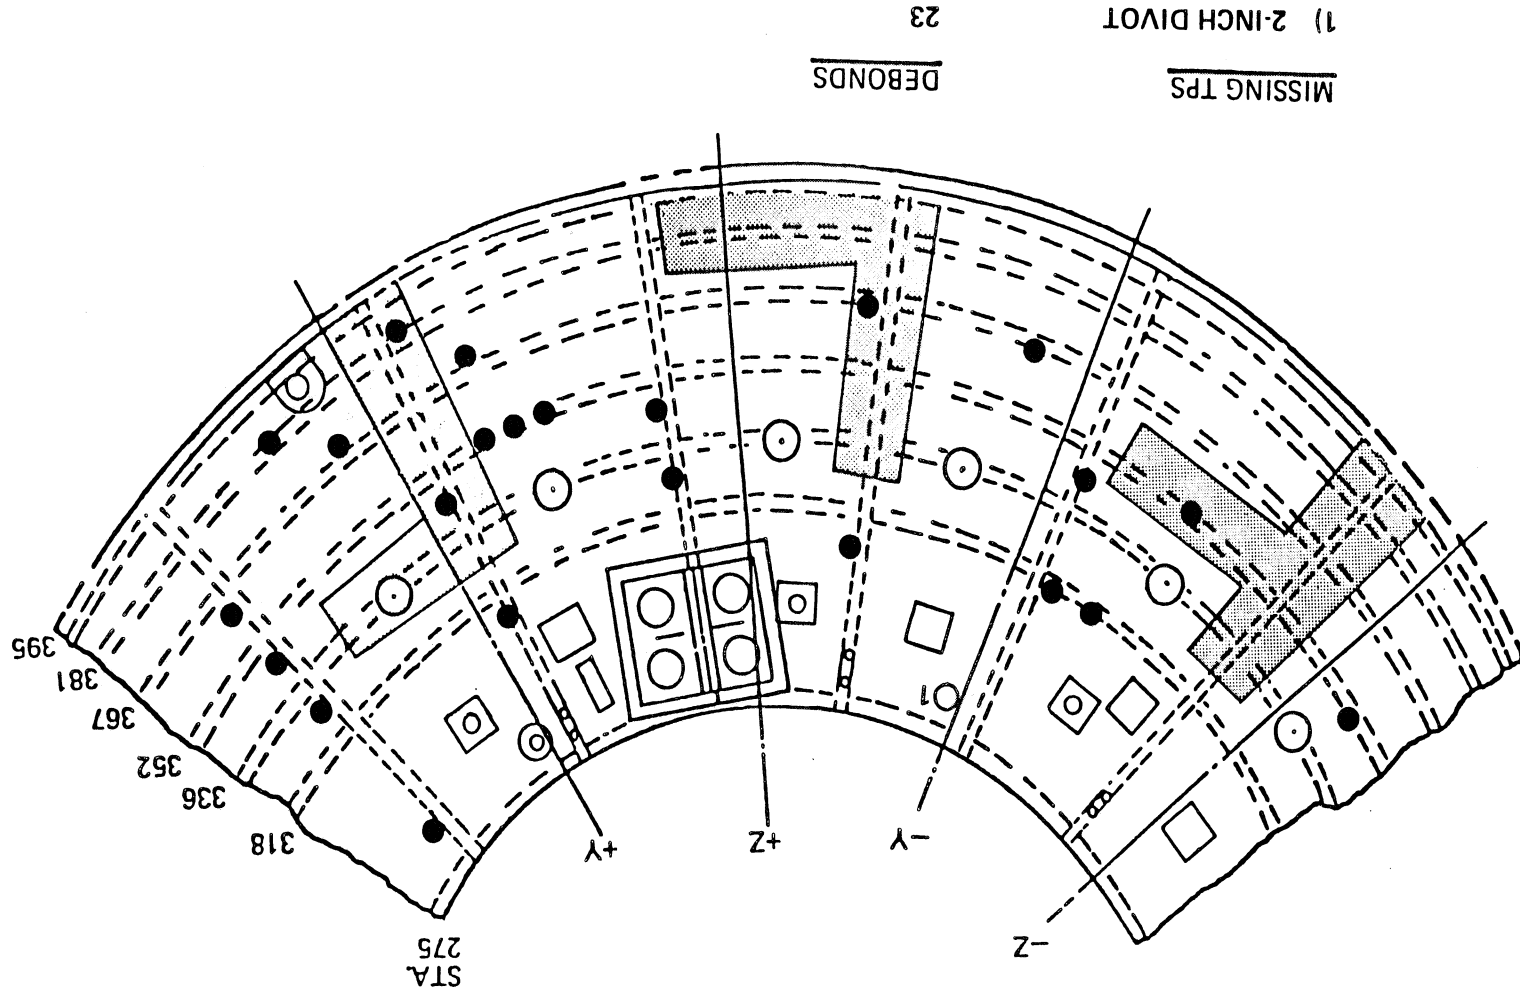 STA.
275
−Z
−Y
+Z
+Y
318
336
352
367
1
381
395
MISSING TPS
DEBONDS
1) 2-INCH DIVOT
23